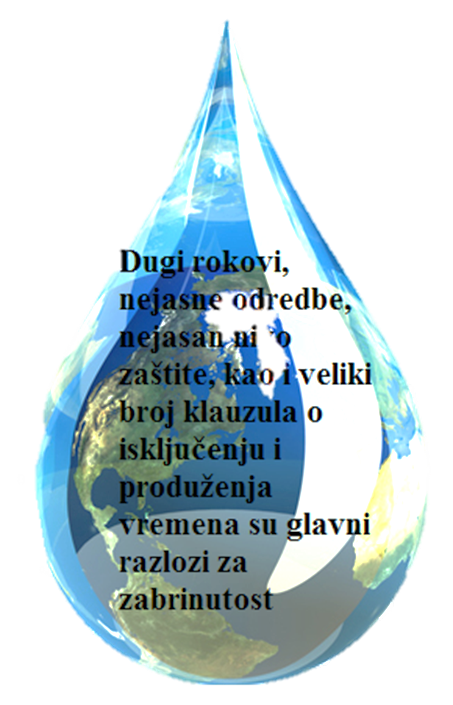 Dugi rokovi,
nejasne odredbe,
nejasan
zaštite, kao i veliki
broj klauzula o
isključenju i
produženja
vremena su glavni
razlozi za
zabrinutost